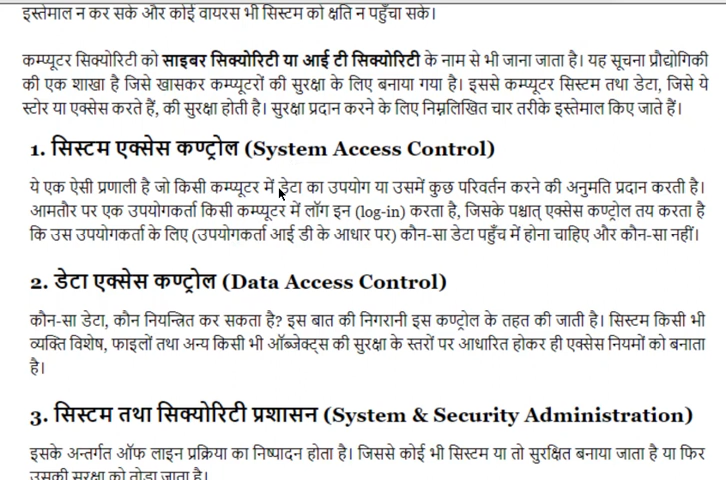 इस्तेमाल न कर सके और कोई वायरस भी सिस्टम को क्षति न पहुँचा सके।
कम्प्यूटर सिक्योरिटी को साइबर सिक्योरिटी या आई टी सिक्योरिटी के नाम से भी जाना जाता है। यह सूचना प्रौद्योगिकी
की एक शाखा है जिसे खासकर कम्प्यूटरों की सुरक्षा के लिए बनाया गया है। इससे कम्प्यूटर सिस्टम तथा डेटा, जिसे ये
स्टोर या एक्सेस करते हैं, की सुरक्षा होती है। सुरक्षा प्रदान करने के लिए निम्नलिखित चार तरीके इस्तेमाल किए जाते हैं।
1. सिस्टम एक्सेस कण्ट्रोल (System Access Control)
ये एक ऐसी प्रणाली है जो किसी कम्प्यूटर में डेटा का उपयोग या उसमें कुछ परिवर्तन करने की अनुमति प्रदान करती है।
आमतौर पर एक उपयोगकर्ता किसी कम्प्यूटर में लॉग इन (log-in) करता है, जिसके पश्चात् एक्सेस कण्ट्रोल तय करता है
कि उस उपयोगकर्ता के लिए (उपयोगकर्ता आई डी के आधार पर) कौन-सा डेटा पहुँच में होना चाहिए और कौन-सा नहीं।
2. डेटा एक्सेस कण्ट्रोल (Data Access Control)
कौन-सा डेटा, कौन नियन्त्रित कर सकता है? इस बात की निगरानी इस कण्ट्रोल के तहत की जाती है। सिस्टम किसी भी
व्यक्ति विशेष, फाइलों तथा अन्य किसी भी ऑब्जेक्ट्स की सुरक्षा के स्तरों पर आधारित होकर ही एक्सेस नियमों को बनाता
है।
3. सिस्टम तथा सिक्योरिटी प्रशासन (System & Security Administration)
इसके अन्तर्गत ऑफ लाइन प्रक्रिया का निष्पादन होता है। जिससे कोई भी सिस्टम या तो सुरक्षित बनाया जाता है या फिर
उसकी सुरक्षा को तोड़ा जाता है।